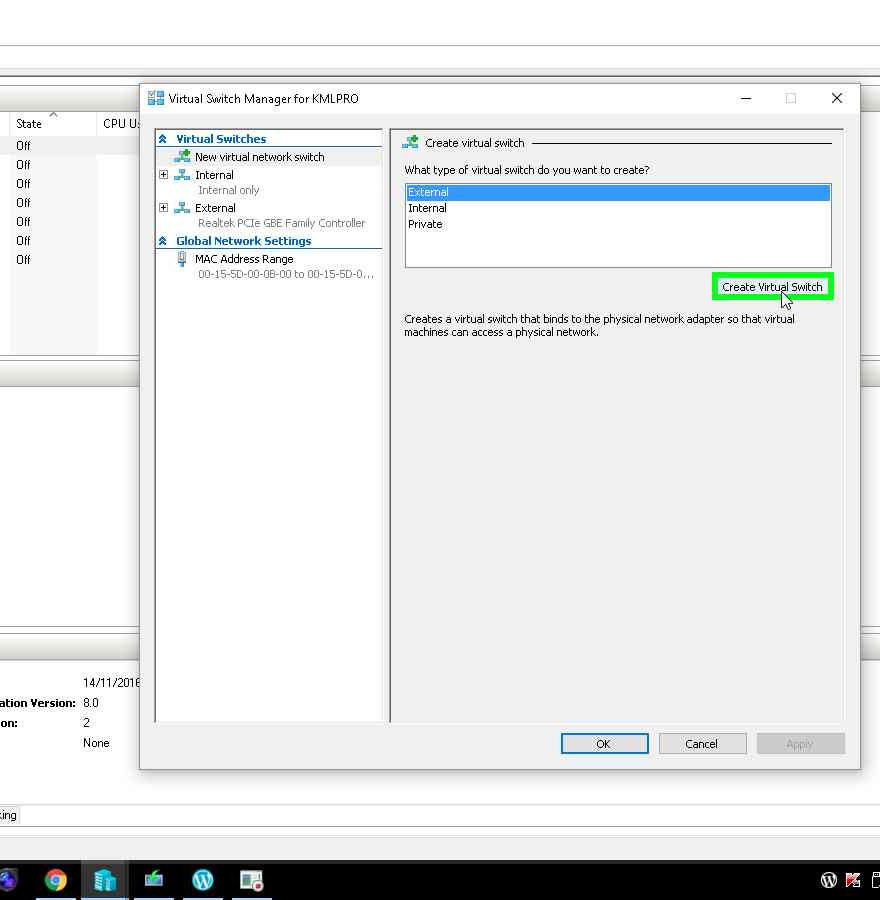 Virtual Switch Manager for KMLPRO
State
CPU
Off
Off
Off
Off
Off
Off
Off
Virtual Switches
New virtual network switch
Internal
Internal only
External
Realtek PCIe GBE Family Controller
Global Network Settings
MAC Address Range
00-15-5D-00-0B-00 to 00-15-5D-0...
Create virtual switch
What type of virtual switch do you want to create?
External
Internal
Private
Create Virtual Switch
Creates a virtual switch that binds to the physical network adapter so that virtual
machines can access a physical network.
14/11/2016
ation Version: 8.0
on: 2
None
OK
Cancel
Apply
king